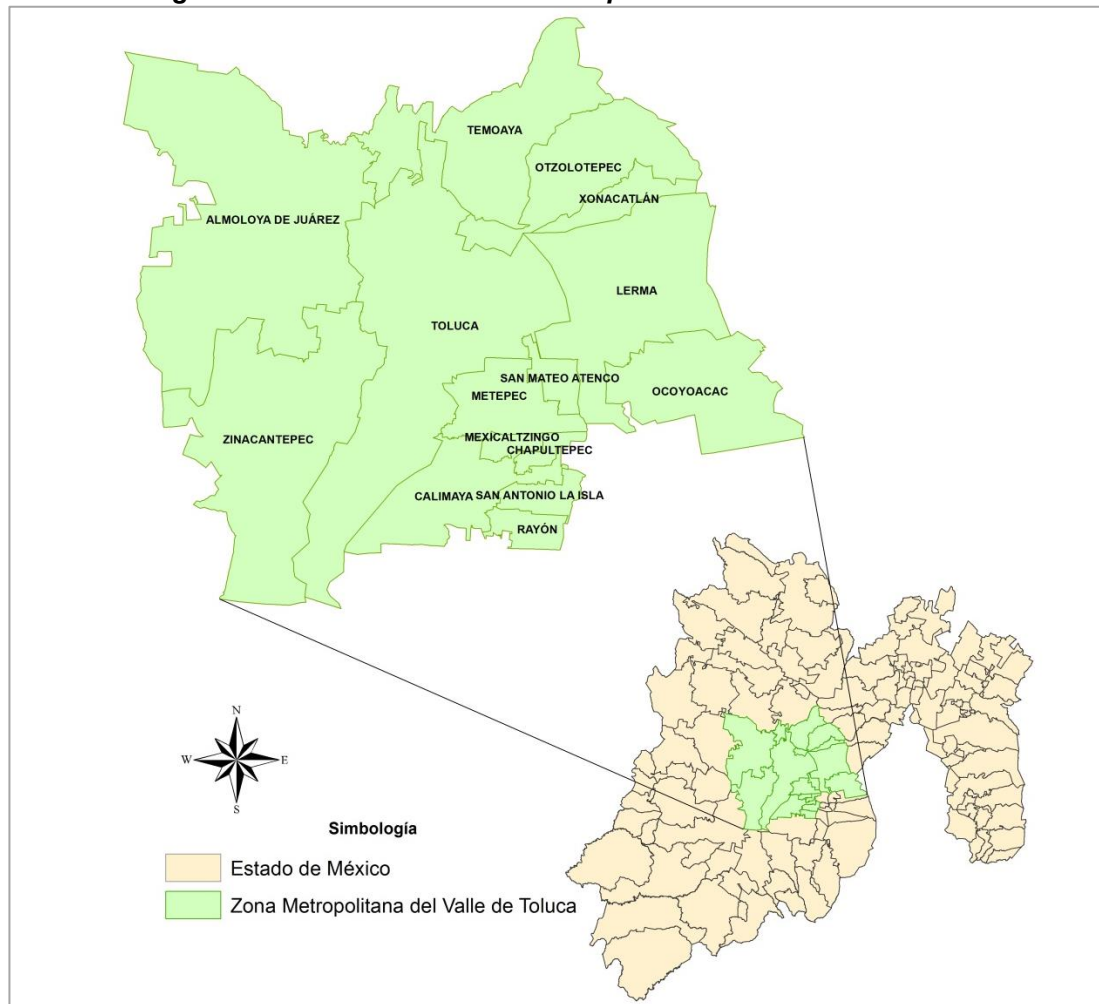 TEMOAYA
OTZOLOTEPEC
XONACATLÁN
ALMOLOYA DE JUÁREZ
LERMA
TOLUCA
SAN MATEO ATENCO
METEPEC
OCOYOACAC
ZINACANTEPEC
MEXICALTZINGO
CHAPULTEPEC
CALIMAYA
SAN ANTONIO LA ISLA
RAYÓN
N
W
E
S
Simbología
Estado de México
Zona Metropolitana del Valle de Toluca